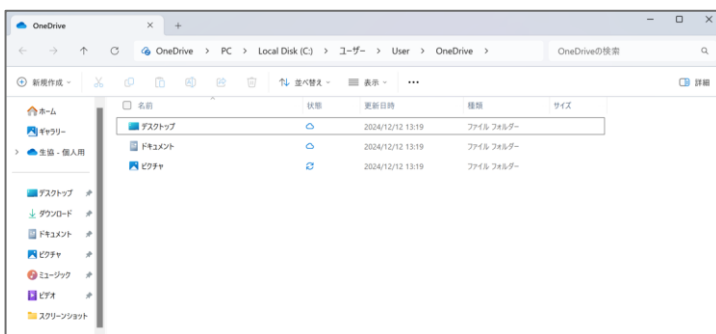 OneDrive
OneDrive > PC > Local Disk (C:) > ユーザー > User > OneDrive >
OneDriveの検索
新規作成
並べ替え
表示
詳細
名前 状態 更新日時 種類 サイズ
デスクトップ 2024/12/12 13:19 ファイル フォルダー
ドキュメント 2024/12/12 13:19 ファイル フォルダー
ピクチャ 2024/12/12 13:19 ファイル フォルダー
ホーム
ギャラリー
生協 - 個人用
デスクトップ
ダウンロード
ドキュメント
ピクチャ
ミュージック
ビデオ
スクリーンショット